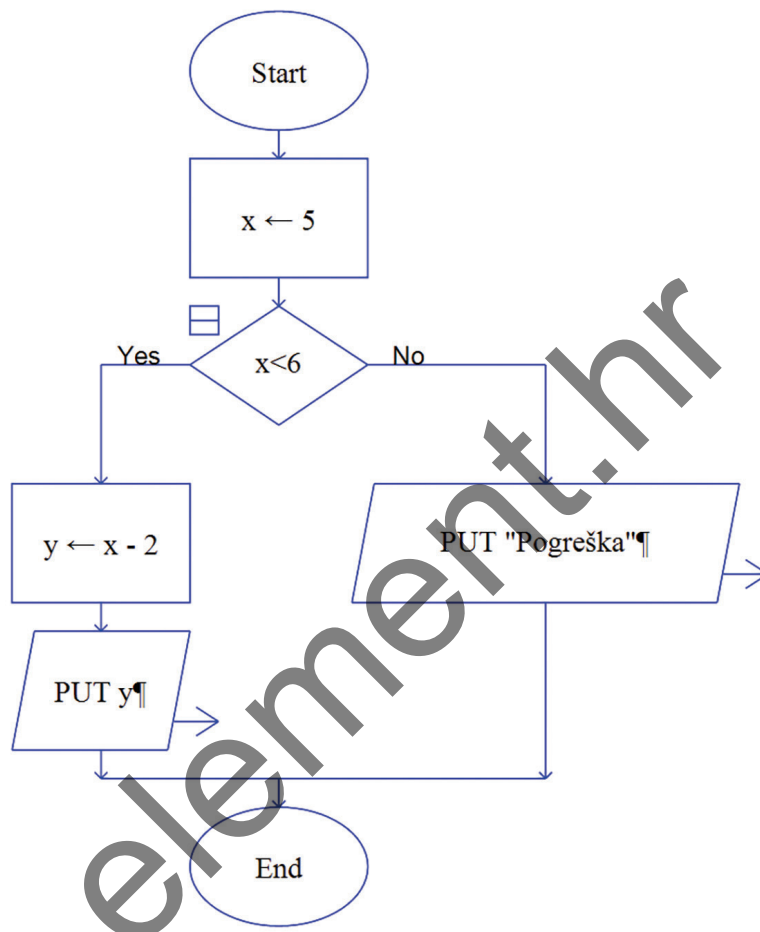 Start
x ← 5
Yes
x<6
No
y ← x - 2
PUT "Pogreška"¶
PUT y¶
End
element.hr